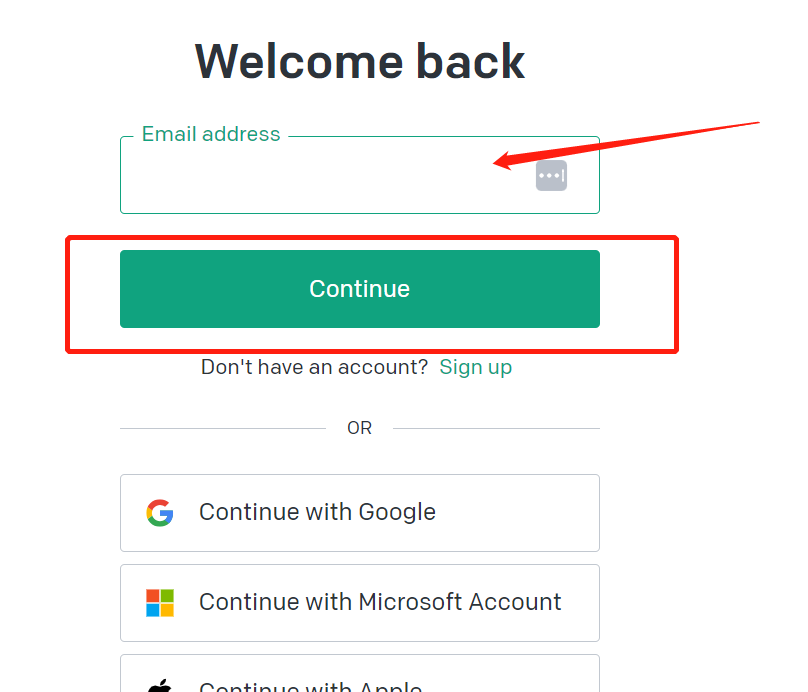 Welcome back
Email address
Continue
Don't have an account? Sign up
OR
Continue with Google
Continue with Microsoft Account
Continue with Apple